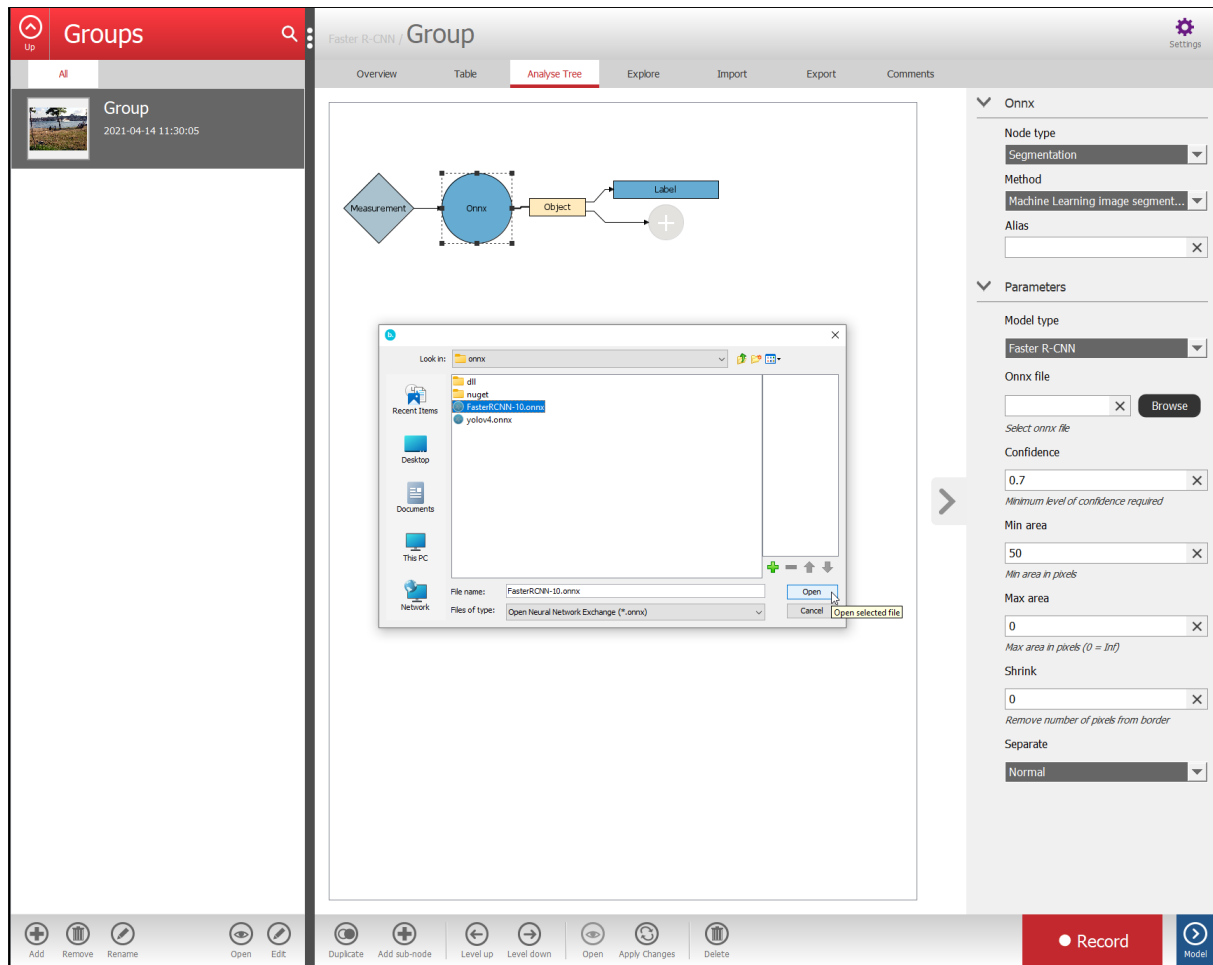 Up
Groups
Faster R-CNN / Group
Settings
All
Overview
Table
Analyse Tree
Explore
Import
Export
Comments
Group
2021-04-14 11:30:05
Measurement
Onnx
Object
Label
Look in:
onnx
Recent Items
Desktop
Documents
This PC
Network
dll
nuget
FasterRCNN-10.onnx
yolov4.onnx
File name:
FasterRCNN-10.onnx
Open
Files of type:
Open Neural Network Exchange (*.onnx)
Cancel
Open selected file
Onnx
Node type
Segmentation
Method
Machine Learning image segment...
Alias
Parameters
Model type
Faster R-CNN
Onnx file
Browse
Select onnx file
Confidence
0.7
Minimum level of confidence required
Min area
50
Min area in pixels
Max area
0
Max area in pixels (0 = Inf)
Shrink
0
Remove number of pixels from border
Separate
Normal
Add
Remove
Rename
Open
Edit
Duplicate
Add sub-node
Level up
Level down
Open
Apply Changes
Delete
Record
Model